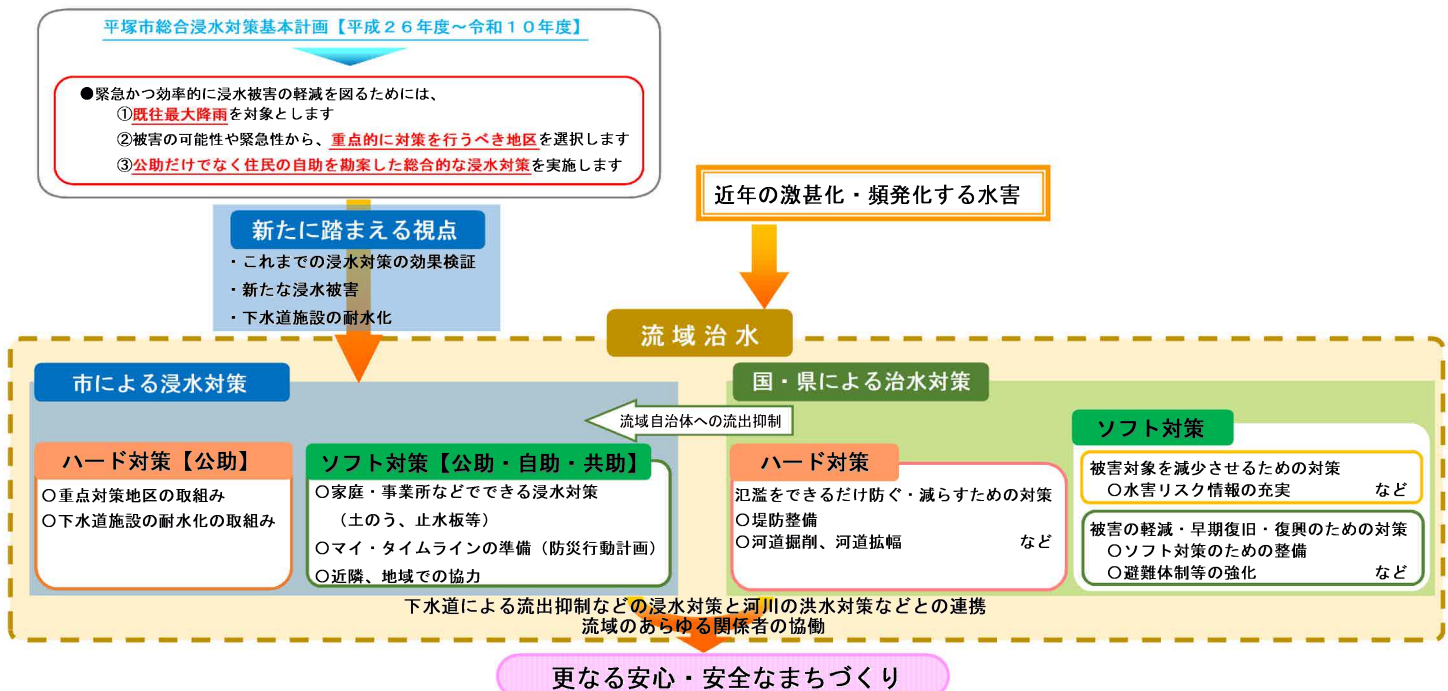 平塚市総合浸水対策基本計画【平成２６年度～令和１０年度】
●緊急かつ効率的に浸水被害の軽減を図るためには、
①既往最大降雨を対象とします
②被害の可能性や緊急性から、重点的に対策を行うべき地区を選択します
③公助だけでなく住民の自助を勘案した総合的な浸水対策を実施します
新たに踏まえる視点
・これまでの浸水対策の効果検証
・新たな浸水被害
・下水道施設の耐水化
近年の激甚化・頻発化する水害
流域治水
市による浸水対策
ハード対策【公助】
○重点対策地区の取組み
○下水道施設の耐水化の取組み
ソフト対策【公助・自助・共助】
○家庭・事業所などでできる浸水対策
（土のう、止水板等）
○マイ・タイムラインの準備（防災行動計画）
○近隣、地域での協力
流域自治体への流出抑制
国・県による治水対策
ハード対策
氾濫をできるだけ防ぐ・減らすための対策
○堤防整備
○河道掘削、河道拡幅　など
ソフト対策
被害対象を減少させるための対策
○水害リスク情報の充実　など
被害の軽減・早期復旧・復興のための対策
○ソフト対策のための整備
○避難体制等の強化　など
下水道による流出抑制などの浸水対策と河川の洪水対策などとの連携
流域のあらゆる関係者の協働
更なる安心・安全なまちづくり